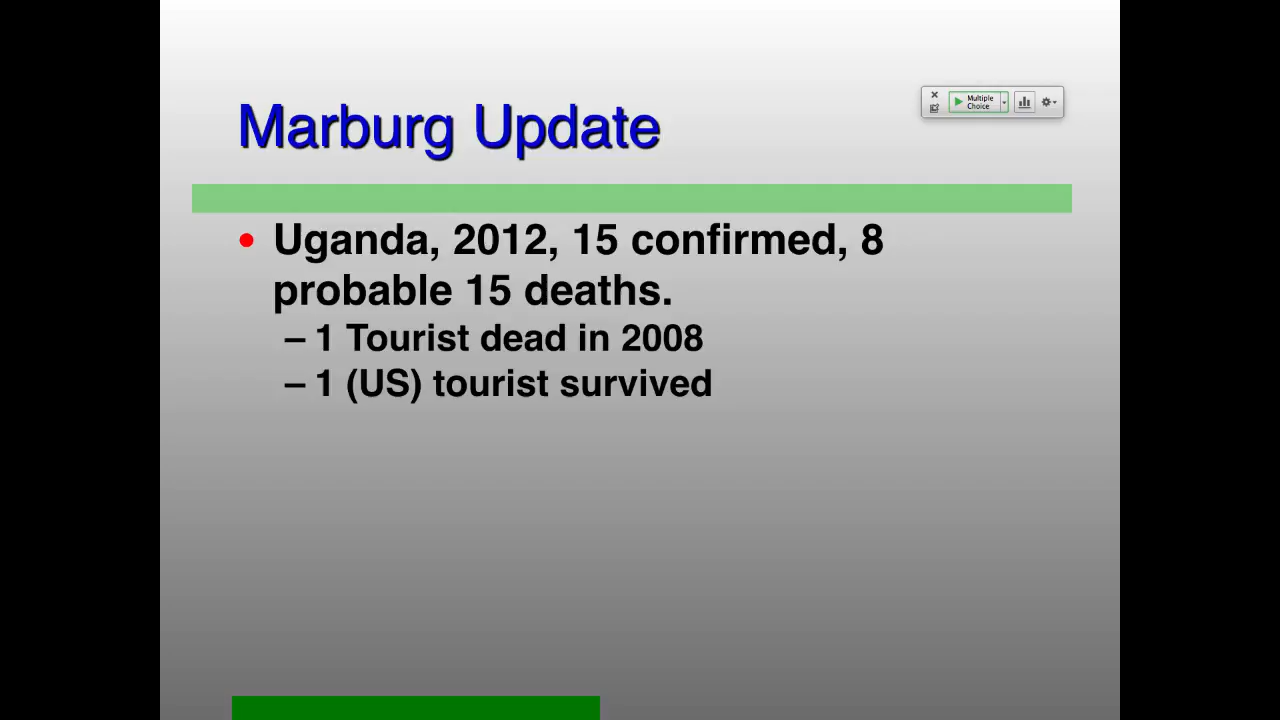 Marburg Update
Multiple
Choice
• Uganda, 2012, 15 confirmed, 8
probable 15 deaths.
– 1 Tourist dead in 2008
– 1 (US) tourist survived